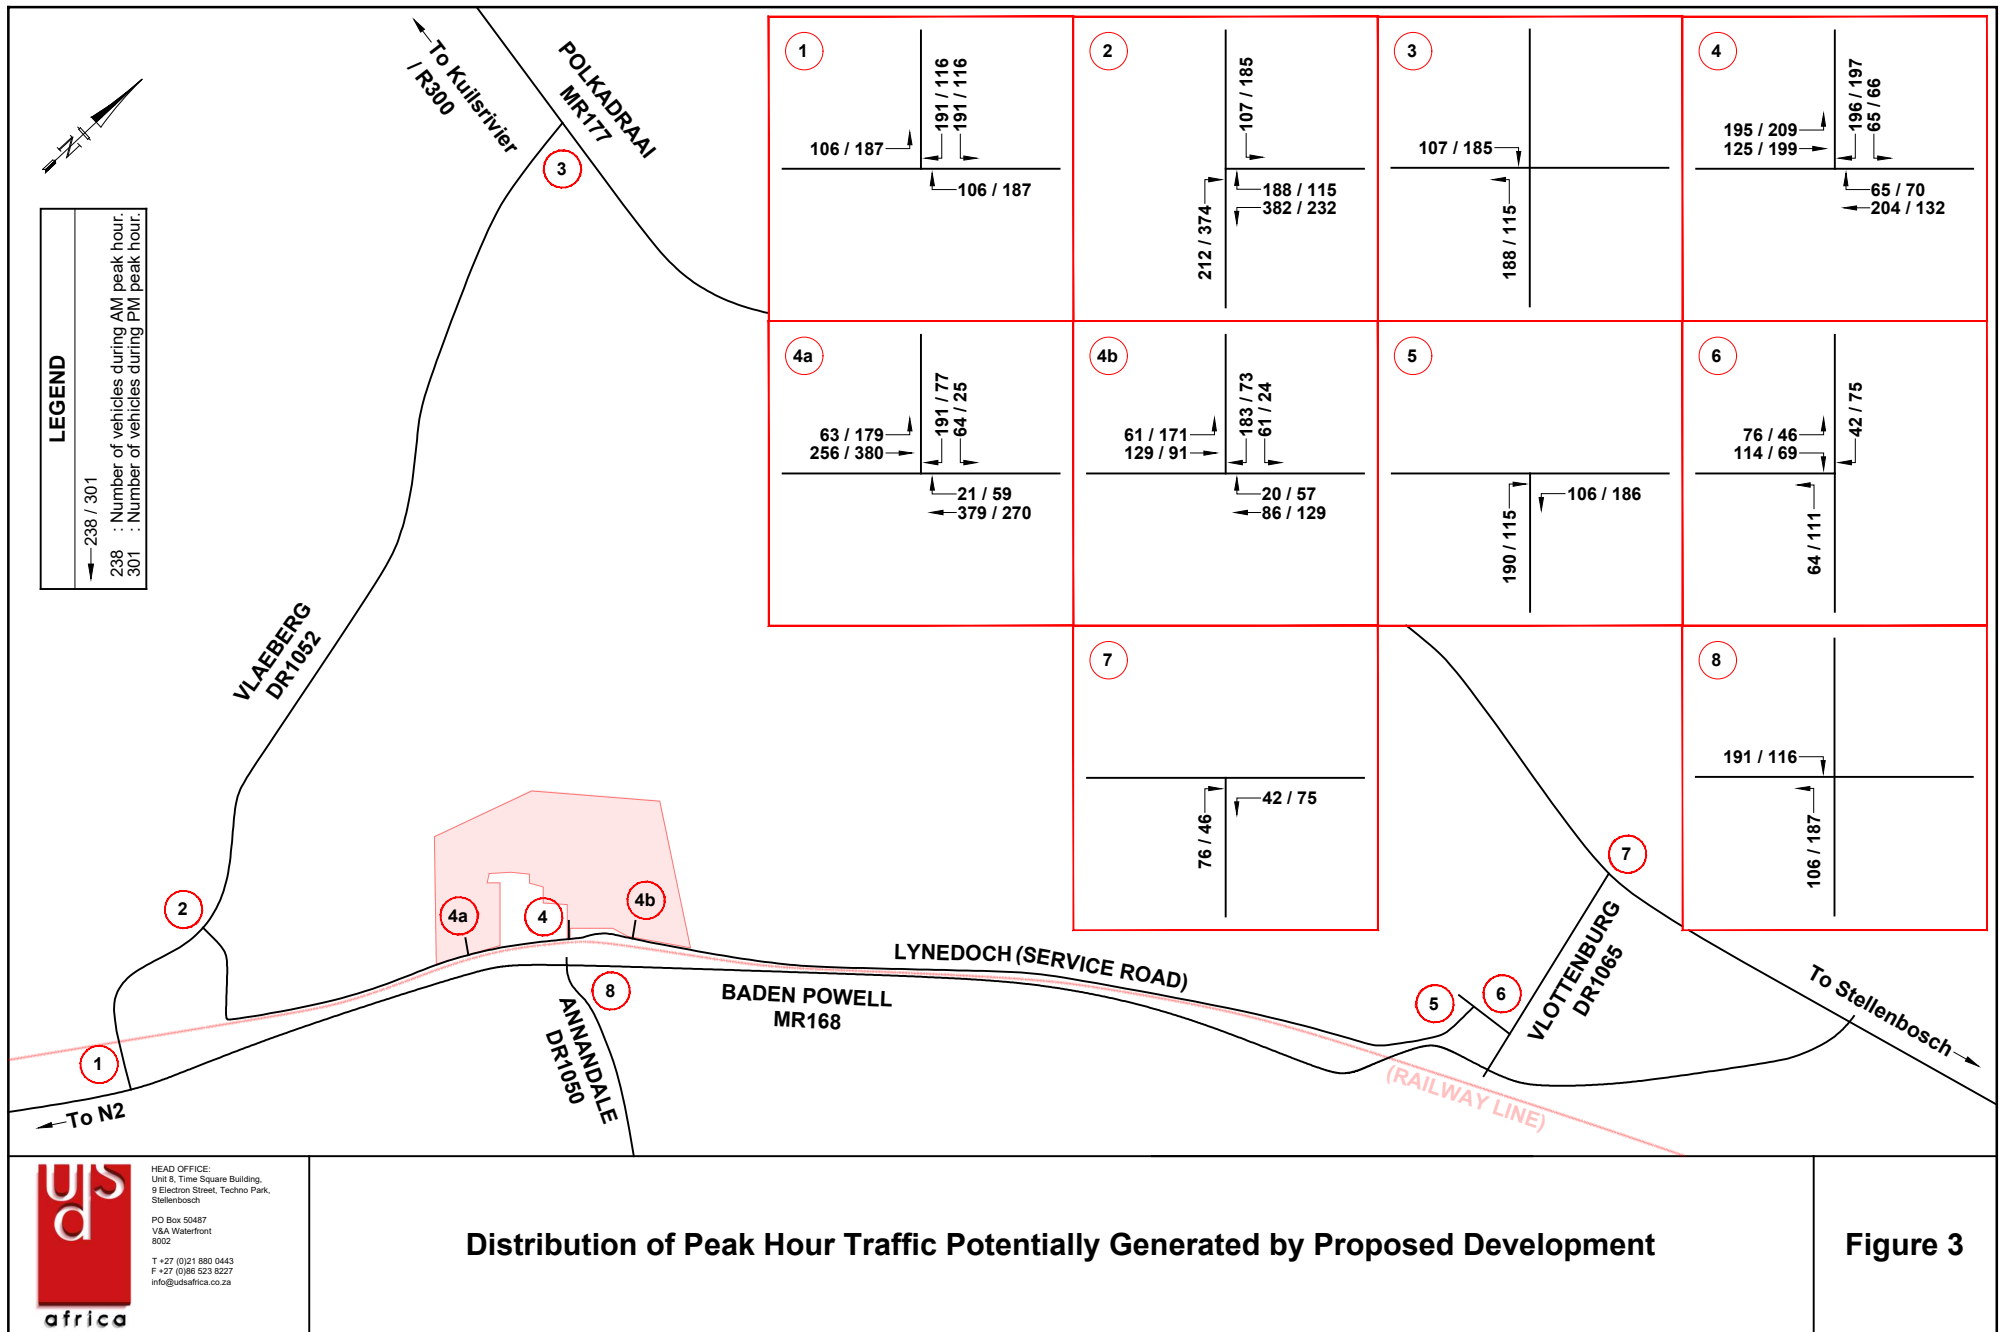 To Kuilsrivier
/ R300
POLKADRAAI
MR177
N
3
LEGEND
238 / 301
238 : Number of vehicles during AM peak hour.
301 : Number of vehicles during PM peak hour.
VLAEBERG
DR1052
1
106 / 187
191 / 116
191 / 116
106 / 187
2
107 / 185
188 / 115
382 / 232
212 / 374
3
107 / 185
188 / 115
4
195 / 209
125 / 199
196 / 197
65 / 66
65 / 70
204 / 132
4a
63 / 179
256 / 380
191 / 77
64 / 25
21 / 59
379 / 270
4b
61 / 171
129 / 91
183 / 73
61 / 24
20 / 57
86 / 129
5
190 / 115
106 / 186
6
76 / 46
114 / 69
42 / 75
64 / 111
7
76 / 46
42 / 75
8
191 / 116
106 / 187
2
4a
4
4b
7
1
8
5
6
LYNEDOCH (SERVICE ROAD)
BADEN POWELL
MR168
ANNANDALE
DR1050
VLOTTENBURG
DR1065
To Stellenbosch
(RAILWAY LINE)
To N2
uds
africa
HEAD OFFICE:
Unit 8, Time Square Building,
9 Electron Street, Techno Park,
Stellenbosch
PO Box 50487
V&A Waterfront
8002
T +27 (0)21 880 0443
F +27 (0)86 523 8227
info@udsafrica.co.za
Distribution of Peak Hour Traffic Potentially Generated by Proposed Development
Figure 3